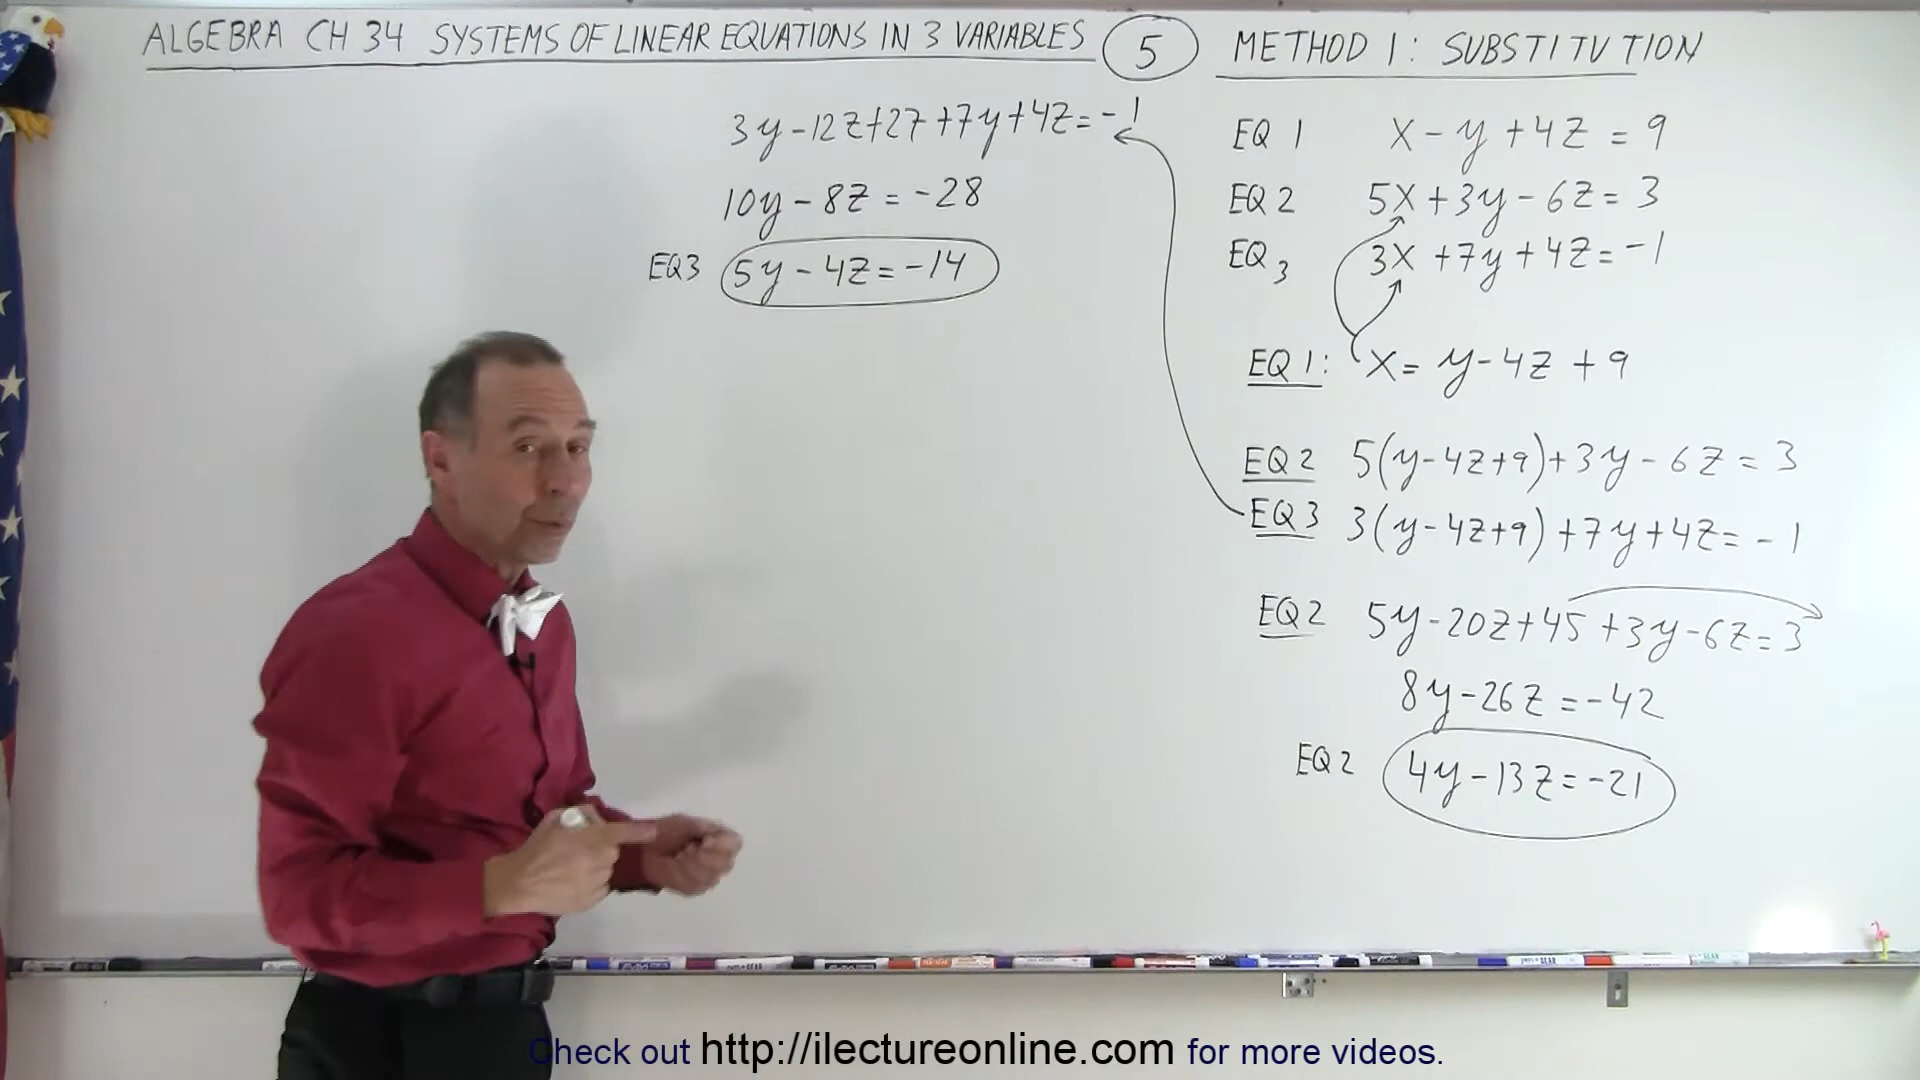 ALGEBRA CH 34 SYSTEMS OF LINEAR EQUATIONS IN 3 VARIABLES 5 METHOD 1: SUBSTITUTION
3y-12z+27+7y+4z=-1
10y-8z=-28
EQ3 5y-4z=-14
EQ 1 x-y+4z=9
EQ 2 5x+3y-6z=3
EQ 3 3x+7y+4z=-1
EQ 1: x=y-4z+9
EQ 2 5(y-4z+9)+3y-6z=3
EQ 3 3(y-4z+9)+7y+4z=-1
EQ 2 5y-20z+45+3y-6z=3
8y-26z=-42
EQ 2 4y-13z=-21
Check out http://ilectureonline.com for more videos.